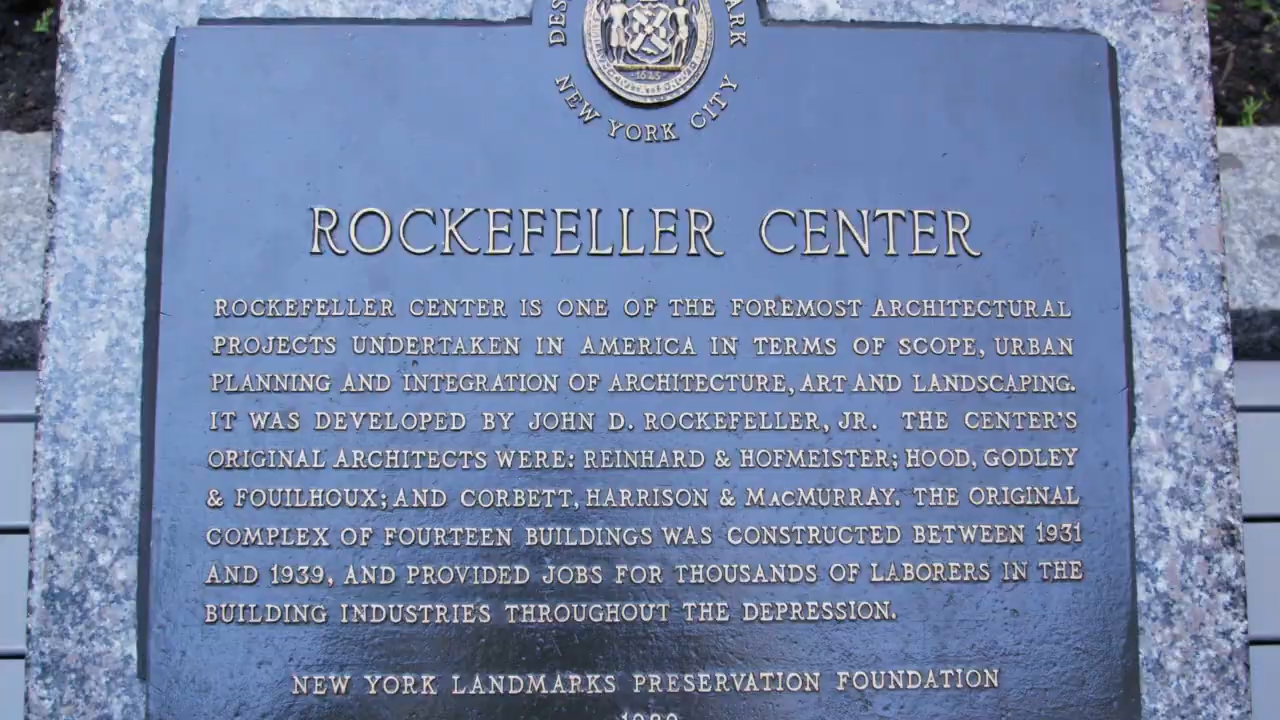 NEW YORK CITY
1625
ROCKEFELLER CENTER
ROCKEFELLER CENTER IS ONE OF THE FOREMOST ARCHITECTURAL
PROJECTS UNDERTAKEN IN AMERICA IN TERMS OF SCOPE, URBAN
PLANNING AND INTEGRATION OF ARCHITECTURE, ART AND LANDSCAPING.
IT WAS DEVELOPED BY JOHN D. ROCKEFELLER, JR. THE CENTER'S
ORIGINAL ARCHITECTS WERE: REINHARD & HOFMEISTER; HOOD, GODLEY
& FOUILHOUX; AND CORBETT, HARRISON & MACMURRAY. THE ORIGINAL
COMPLEX OF FOURTEEN BUILDINGS WAS CONSTRUCTED BETWEEN 1931
AND 1939, AND PROVIDED JOBS FOR THOUSANDS OF LABORERS IN THE
BUILDING INDUSTRIES THROUGHOUT THE DEPRESSION.
NEW YORK LANDMARKS PRESERVATION FOUNDATION